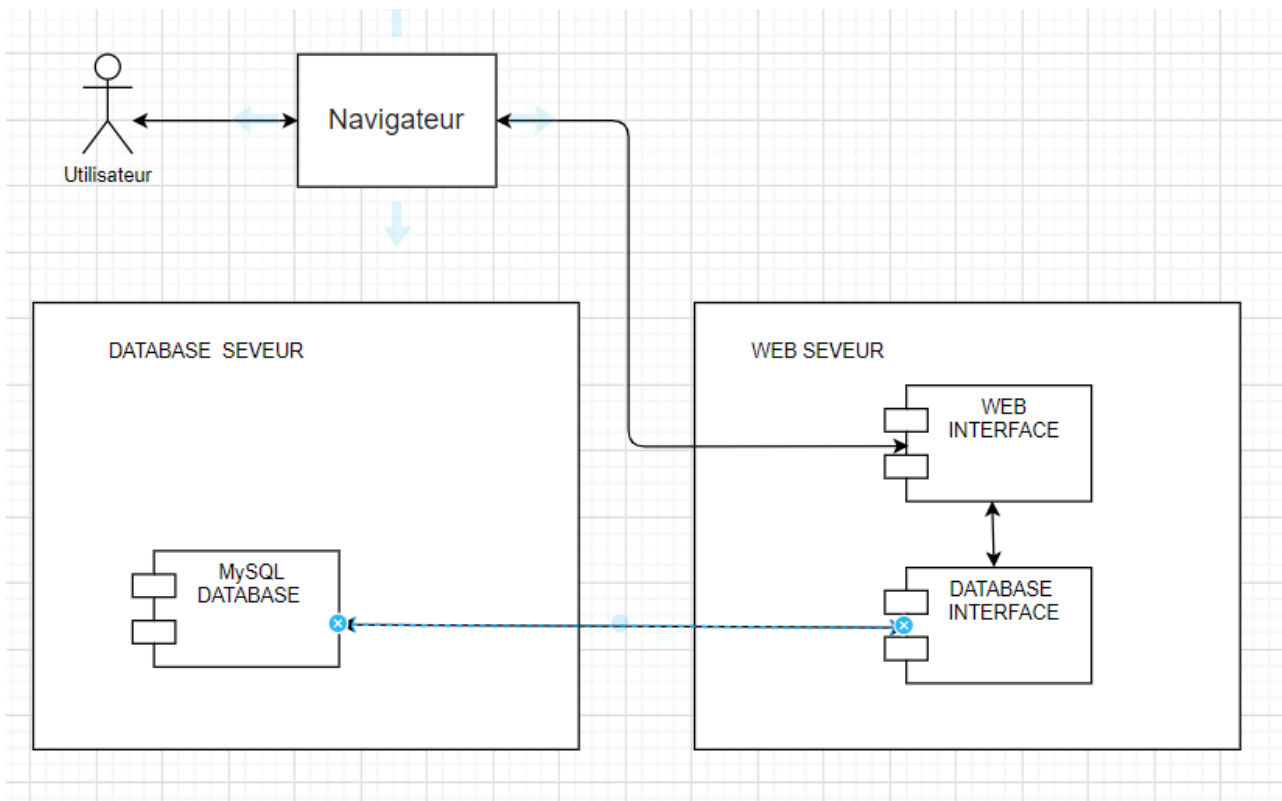 Navigateur
Utilisateur
DATABASE SEVEUR
WEB SEVEUR
WEB
INTERFACE
MySQL
DATABASE
DATABASE
INTERFACE